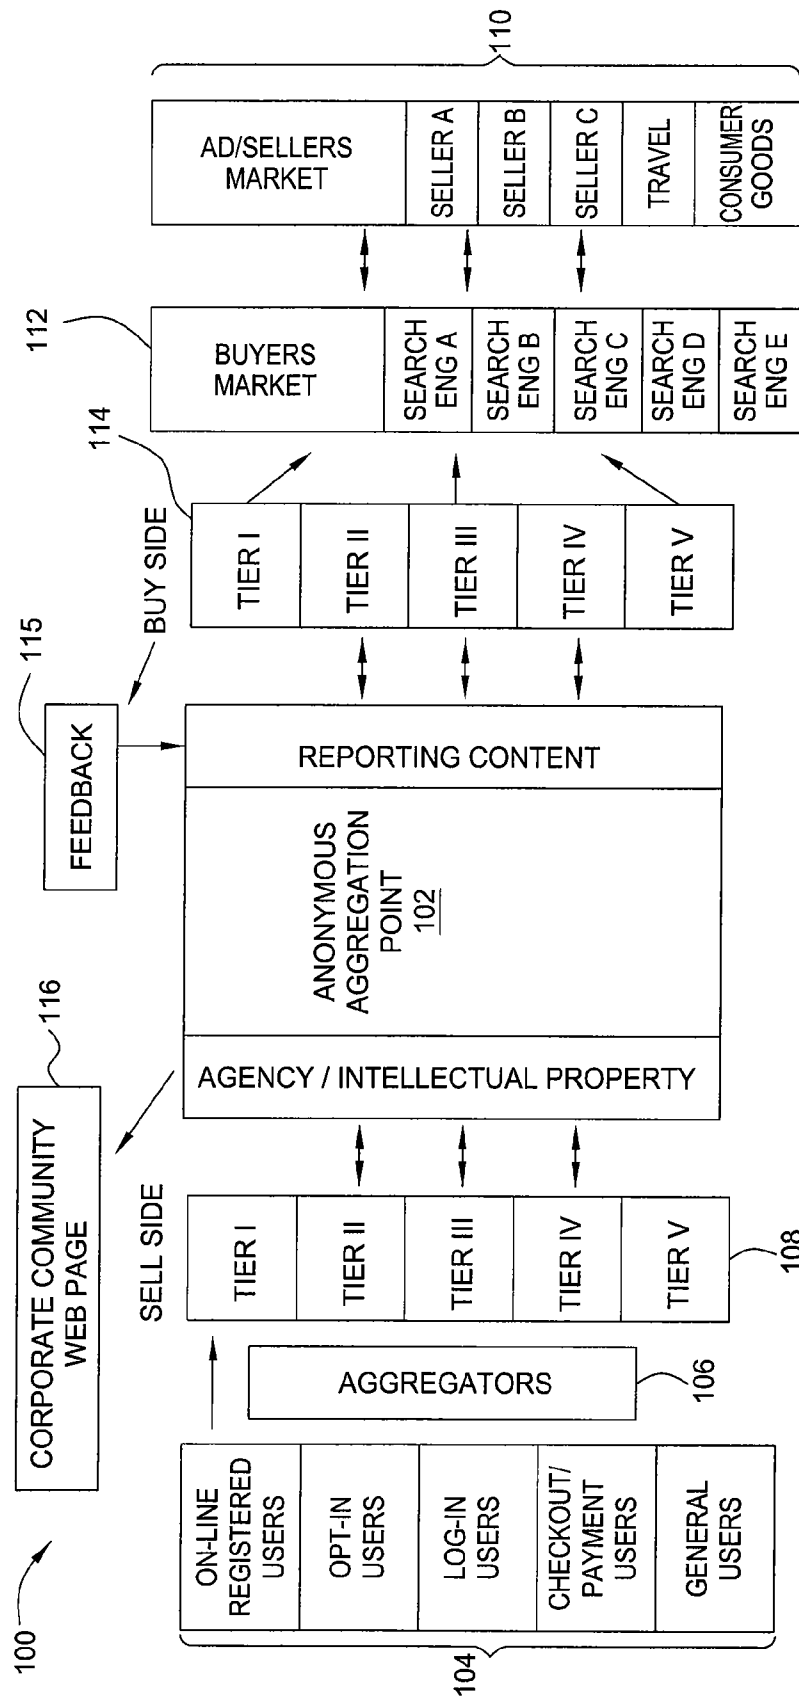 100
CORPORATE COMMUNITY
WEB PAGE
116
FEEDBACK
115
SELL SIDE
BUY SIDE
104
ON-LINE
REGISTERED
USERS
OPT-IN
USERS
LOG-IN
USERS
CHECKOUT/
PAYMENT
USERS
GENERAL
USERS
AGGREGATORS
106
TIER I
TIER II
TIER III
TIER IV
TIER V
108
AGENCY / INTELLECTUAL PROPERTY
ANONYMOUS
AGGREGATION
POINT
102
REPORTING CONTENT
114
TIER I
TIER II
TIER III
TIER IV
TIER V
112
BUYERS
MARKET
SEARCH
ENG A
SEARCH
ENG B
SEARCH
ENG C
SEARCH
ENG D
SEARCH
ENG E
AD/SELLERS
MARKET
SELLER A
SELLER B
SELLER C
TRAVEL
CONSUMER
GOODS
110